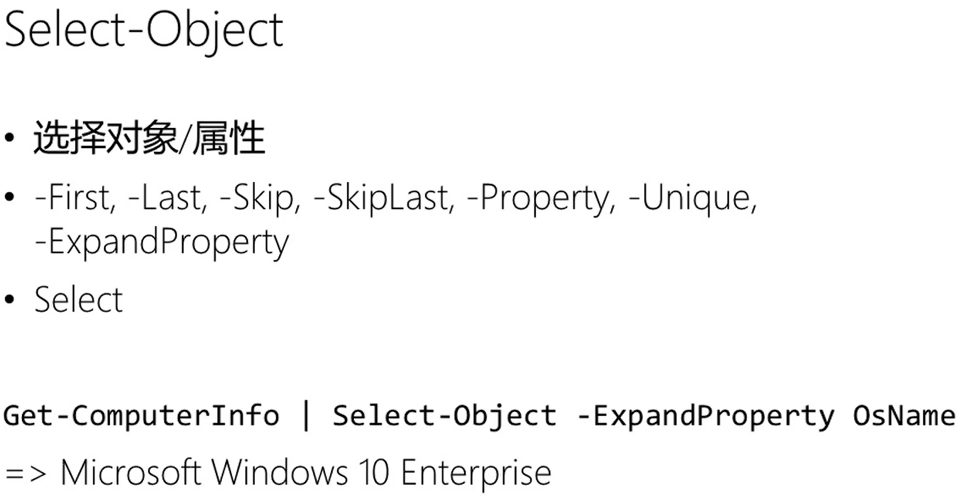 Select-Object
• 选择对象/属性
• -First, -Last, -Skip, -SkipLast, -Property, -Unique,
-ExpandProperty
• Select
Get-ComputerInfo | Select-Object -ExpandProperty OsName
=> Microsoft Windows 10 Enterprise